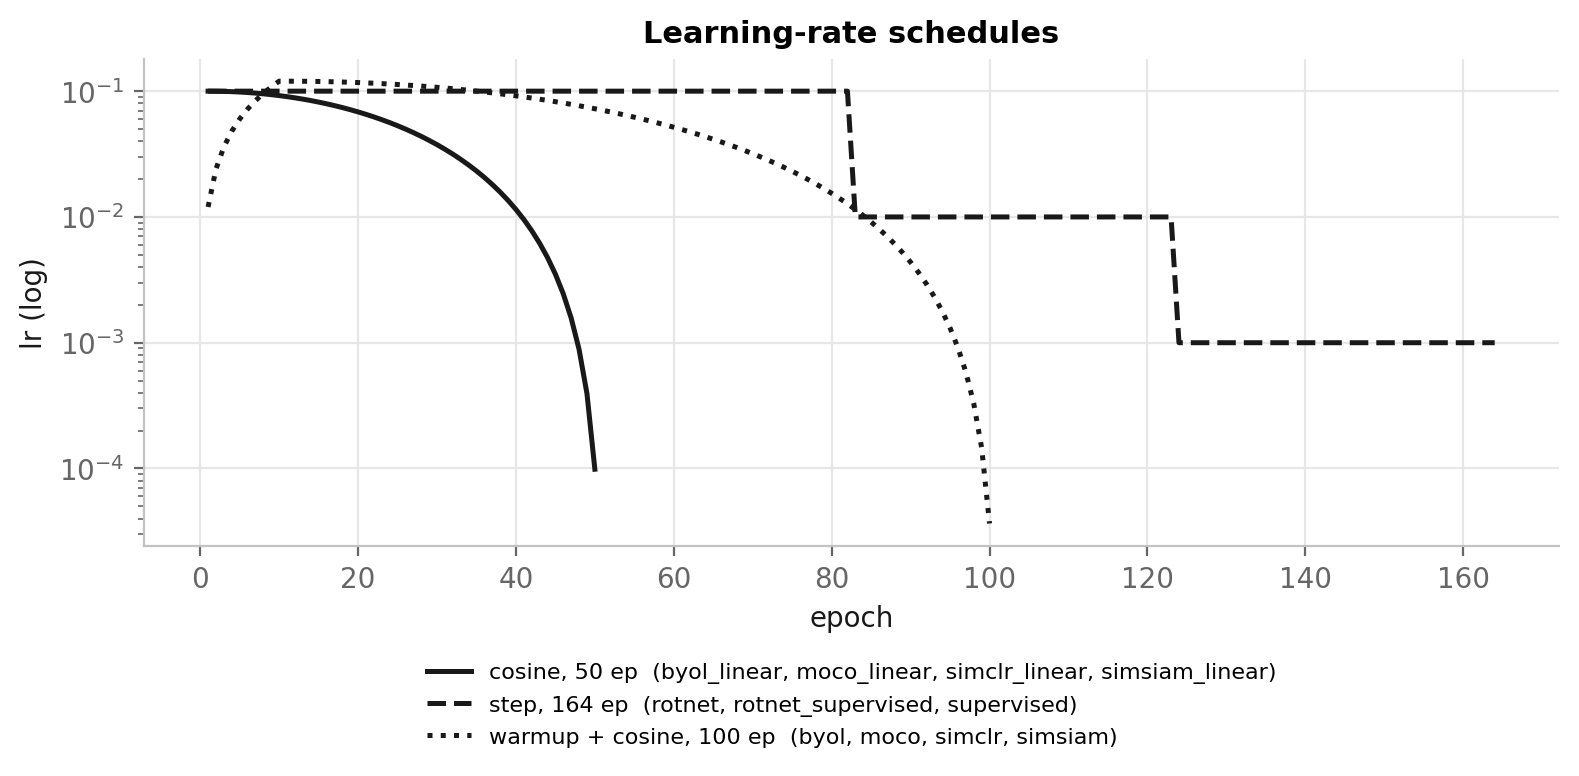 Learning-rate schedules
10⁻¹
10⁻²
10⁻³
10⁻⁴
lr (log)
0 20 40 60 80 100 120 140 160
epoch
cosine, 50 ep (byol_linear, moco_linear, simclr_linear, simsiam_linear)
step, 164 ep (rotnet, rotnet_supervised, supervised)
warmup + cosine, 100 ep (byol, moco, simclr, simsiam)